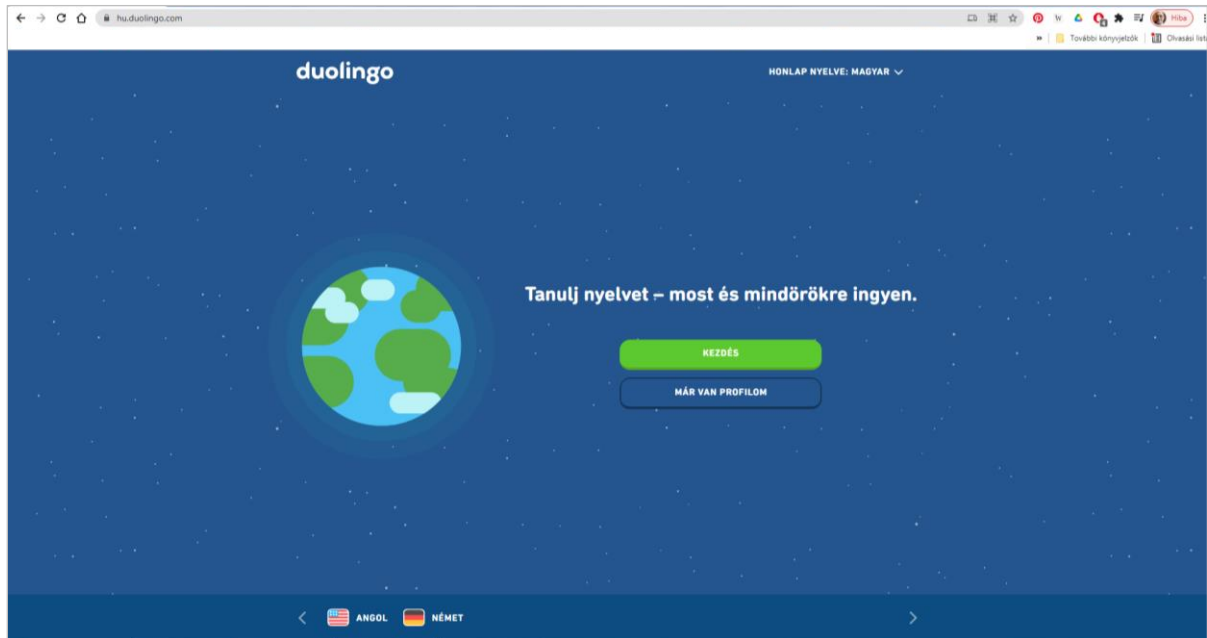 hu.duolingo.com
Hiba
»
További könyvjelzők
Olvasási list
duolingo
HONLAP NYELVE: MAGYAR
Tanulj nyelvet – most és mindörökre ingyen.
KEZDÉS
MÁR VAN PROFILOM
ANGOL NÉMET